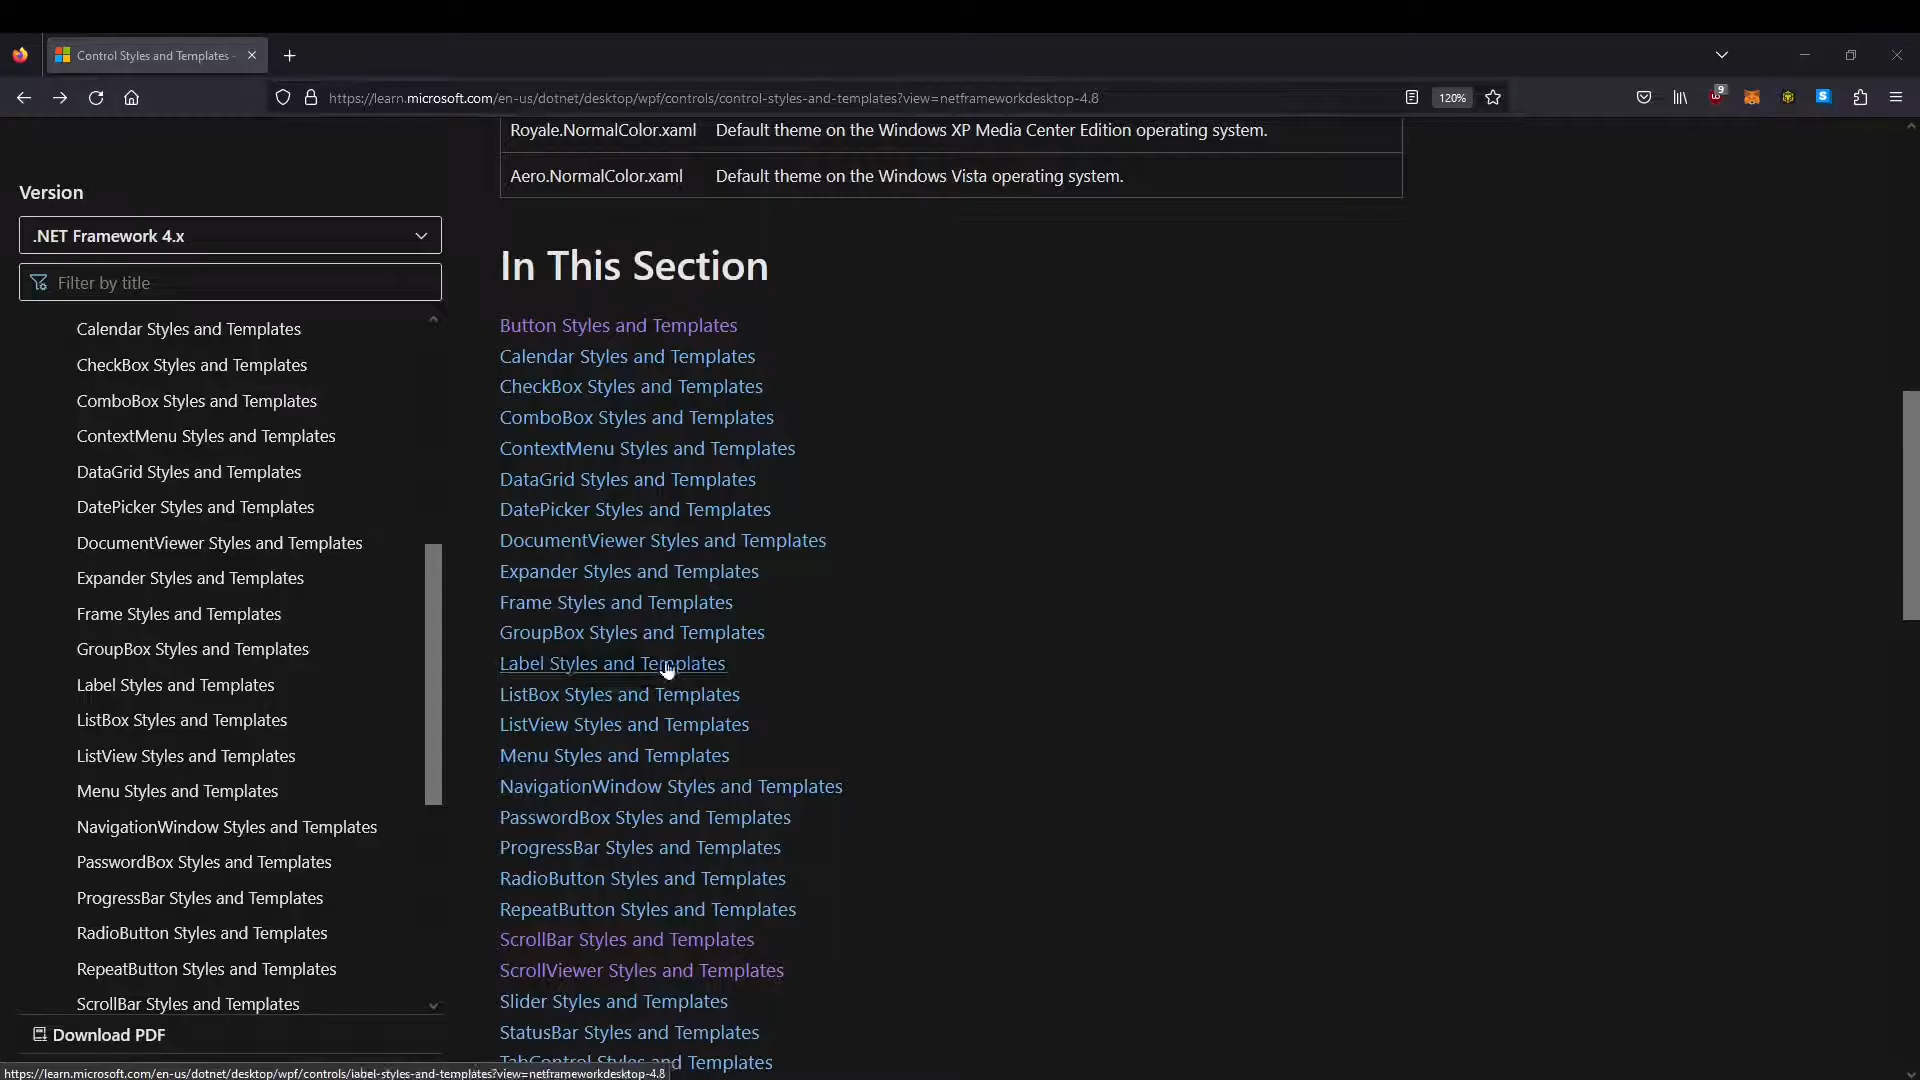 Control Styles and Templates -
https://learn.microsoft.com/en-us/dotnet/desktop/wpf/controls/control-styles-and-templates?view=netframeworkdesktop-4.8
120%
9
S
Royale.NormalColor.xaml Default theme on the Windows XP Media Center Edition operating system.
Aero.NormalColor.xaml Default theme on the Windows Vista operating system.
Version
.NET Framework 4.x
Filter by title
Calendar Styles and Templates
CheckBox Styles and Templates
ComboBox Styles and Templates
ContextMenu Styles and Templates
DataGrid Styles and Templates
DatePicker Styles and Templates
DocumentViewer Styles and Templates
Expander Styles and Templates
Frame Styles and Templates
GroupBox Styles and Templates
Label Styles and Templates
ListBox Styles and Templates
ListView Styles and Templates
Menu Styles and Templates
NavigationWindow Styles and Templates
PasswordBox Styles and Templates
ProgressBar Styles and Templates
RadioButton Styles and Templates
RepeatButton Styles and Templates
ScrollBar Styles and Templates
Download PDF
In This Section
Button Styles and Templates
Calendar Styles and Templates
CheckBox Styles and Templates
ComboBox Styles and Templates
ContextMenu Styles and Templates
DataGrid Styles and Templates
DatePicker Styles and Templates
DocumentViewer Styles and Templates
Expander Styles and Templates
Frame Styles and Templates
GroupBox Styles and Templates
Label Styles and Templates
ListBox Styles and Templates
ListView Styles and Templates
Menu Styles and Templates
NavigationWindow Styles and Templates
PasswordBox Styles and Templates
ProgressBar Styles and Templates
RadioButton Styles and Templates
RepeatButton Styles and Templates
ScrollBar Styles and Templates
ScrollViewer Styles and Templates
Slider Styles and Templates
StatusBar Styles and Templates
TabControl Styles and Templates
https://learn.microsoft.com/en-us/dotnet/desktop/wpf/controls/label-styles-and-templates?view=netframeworkdesktop-4.8